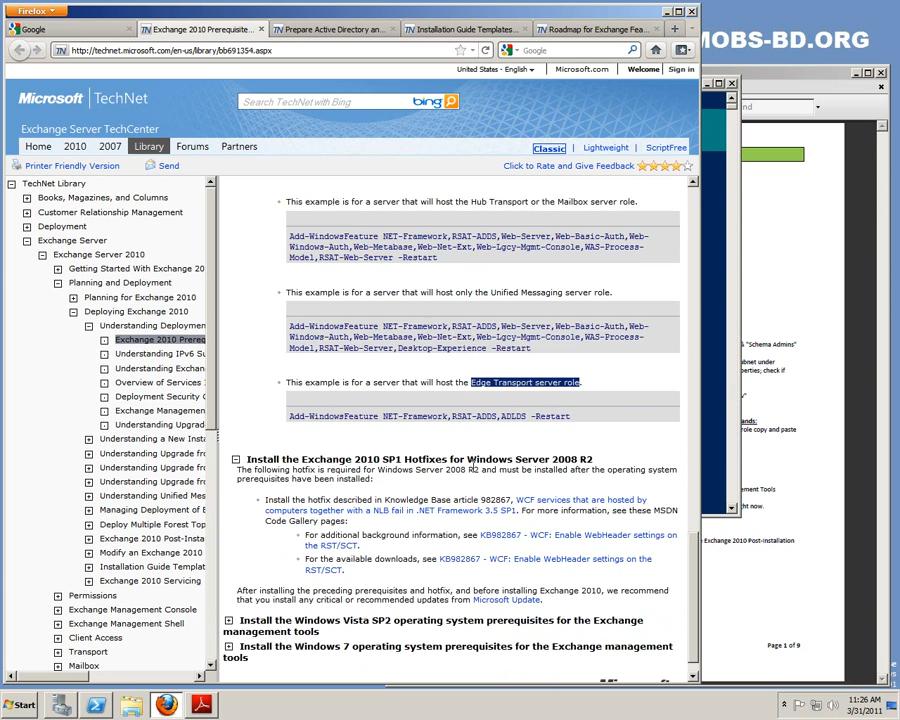 Firefox
Google
Exchange 2010 Prerequisite...
Prepare Active Directory an...
Installation Guide Templates...
Roadmap for Exchange Fea...
MOBS-BD.ORG
http://technet.microsoft.com/en-us/library/bb691354.aspx
Google
United States - English
Microsoft.com
Welcome
Sign in
Microsoft | TechNet
Search TechNet with Bing
bing
Exchange Server TechCenter
Home 2010 2007 Library Forums Partners
Classic Lightweight ScriptFree
Printer Friendly Version Send
Click to Rate and Give Feedback
TechNet Library
Books, Magazines, and Columns
Customer Relationship Management
Deployment
Exchange Server
Exchange Server 2010
Getting Started With Exchange 20
Planning and Deployment
Planning for Exchange 2010
Deploying Exchange 2010
Understanding Deploymen
Exchange 2010 Prereq
Understanding IPv6 Su
Understanding Exchan
Overview of Services
Deployment Security C
Exchange Managemen
Understanding Upgrad
Understanding a New Insta
Understanding Upgrade from
Understanding Upgrade from
Understanding Upgrade from
Understanding Unified Mes
Managing Deployment of E
Deploy Multiple Forest Top
Exchange 2010 Post-Insta
Modify an Existing 2010
Installation Guide Templat
Exchange 2010 Servicing
Permissions
Exchange Management Console
Exchange Management Shell
Client Access
Transport
Mailbox
This example is for a server that will host the Hub Transport or the Mailbox server role.
Add-WindowsFeature NET-Framework,RSAT-ADDS,Web-Server,Web-Basic-Auth,Web-
Windows-Auth,Web-Metabase,Web-Net-Ext,Web-Lgcy-Mgmt-Console,WAS-Process-
Model,RSAT-Web-Server -Restart
This example is for a server that will host only the Unified Messaging server role.
Add-WindowsFeature NET-Framework,RSAT-ADDS,Web-Server,Web-Basic-Auth,Web-
Windows-Auth,Web-Metabase,Web-Net-Ext,Web-Lgcy-Mgmt-Console,WAS-Process-
Model,RSAT-Web-Server,Desktop-Experience -Restart
This example is for a server that will host the Edge Transport server role.
Add-WindowsFeature NET-Framework,RSAT-ADDS,ADLDS -Restart
Install the Exchange 2010 SP1 Hotfixes for Windows Server 2008 R2
The following hotfix is required for Windows Server 2008 R2 and must be installed after the operating system
prerequisites have been installed:
Install the hotfix described in Knowledge Base article 982867, WCF services that are hosted by
computers together with a NLB fail in .NET Framework 3.5 SP1. For more information, see these MSDN
Code Gallery pages:
For additional background information, see KB982867 - WCF: Enable WebHeader settings on
the RST/SCT.
For the available downloads, see KB982867 - WCF: Enable WebHeader settings on the
RST/SCT.
After installing the preceding prerequisites and hotfix, and before installing Exchange 2010, we recommend
that you install any critical or recommended updates from Microsoft Update.
Install the Windows Vista SP2 operating system prerequisites for the Exchange
management tools
Install the Windows 7 operating system prerequisites for the Exchange management
tools
nd
& "Schema Admins"
ubnet under
perties; check if
ands:
role copy and paste
ment Tools
ht now.
e Exchange 2010 Post-Installation
Page 1 of 9
Start
11:26 AM
3/31/2011